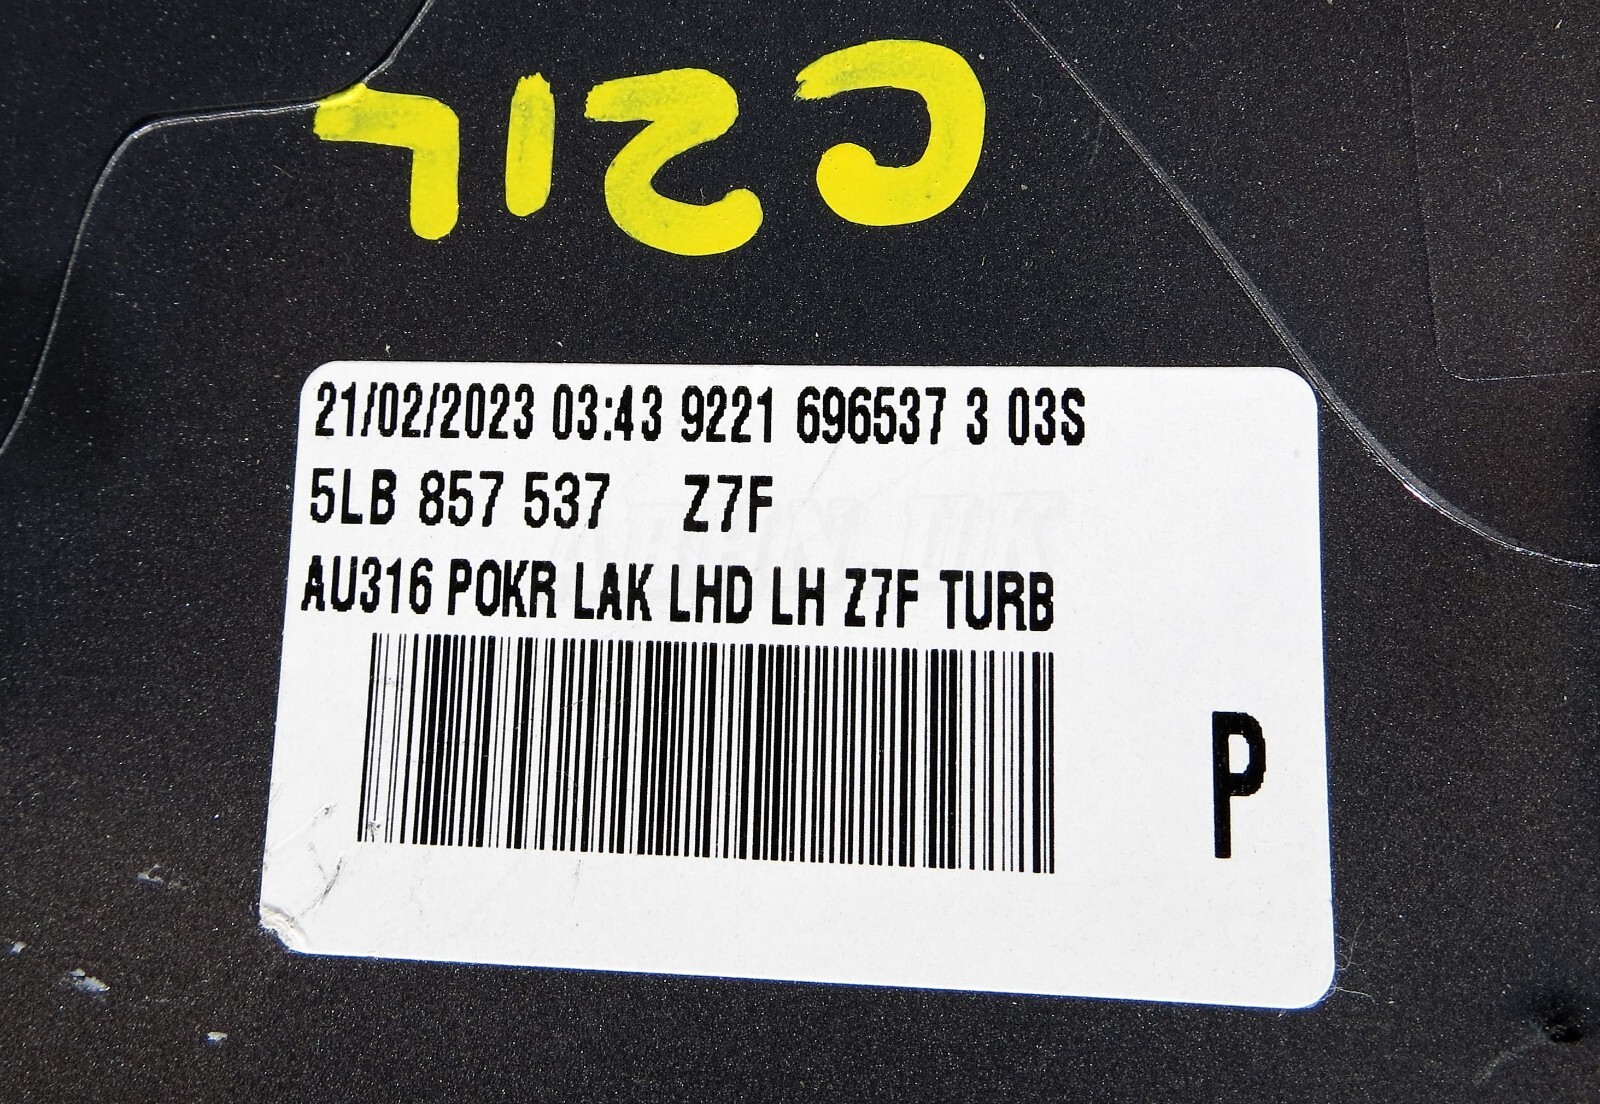 C21L
21/02/2023 03:43 9221 696537 3 03S
5LB 857 537 Z7F
AU316 POKR LAK LHD LH Z7F TURB
P